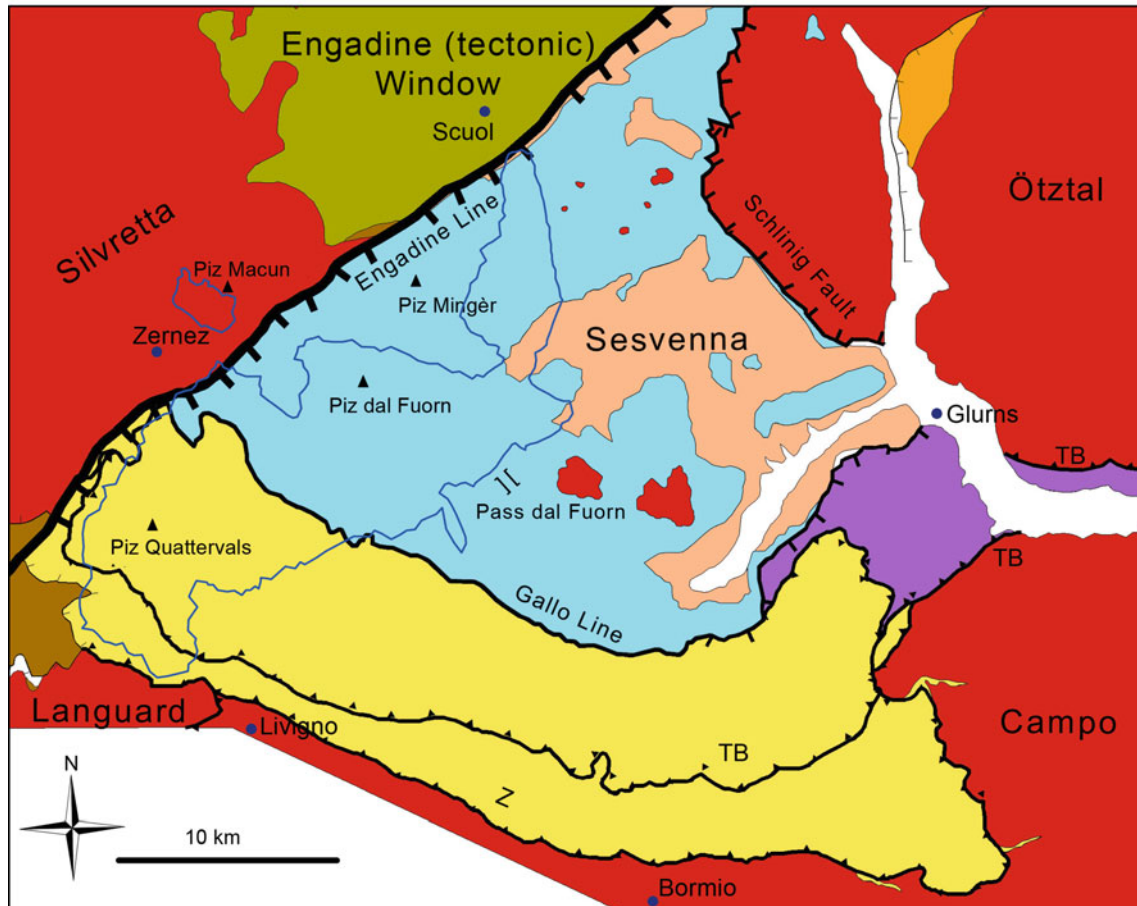 Engadine (tectonic)
Window
Scuol
Ötztal
Silvretta
Engadine Line
Schlinig Fault
Piz Macun
Piz Mingèr
Zernez
Sesvenna
Piz dal Fuorn
Glurns
TB
Pass dal Fuorn
Piz Quattervals
TB
Gallo Line
Languard
Livigno
Campo
TB
Z
N
10 km
Bormio